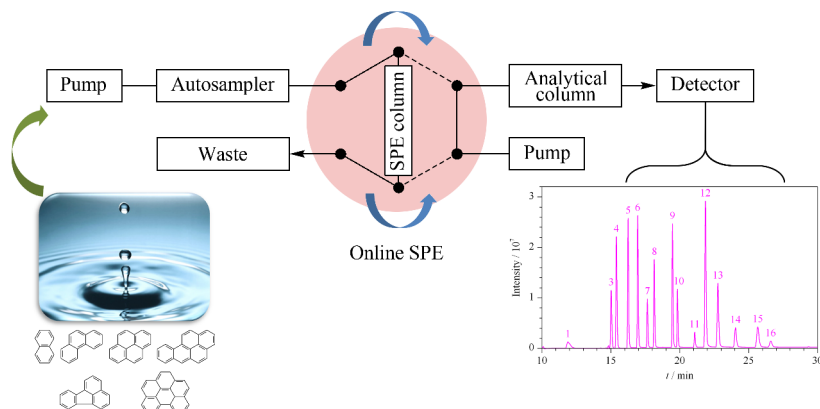 Pump
Autosampler
SPE column
Analytical
column
Detector
Waste
Pump
Online SPE
Intensity / 10⁷
3
2
1
0
1
3
4
5
6
7
8
9
10
11
12
13
14
15
16
10
15
20
25
30
t / min